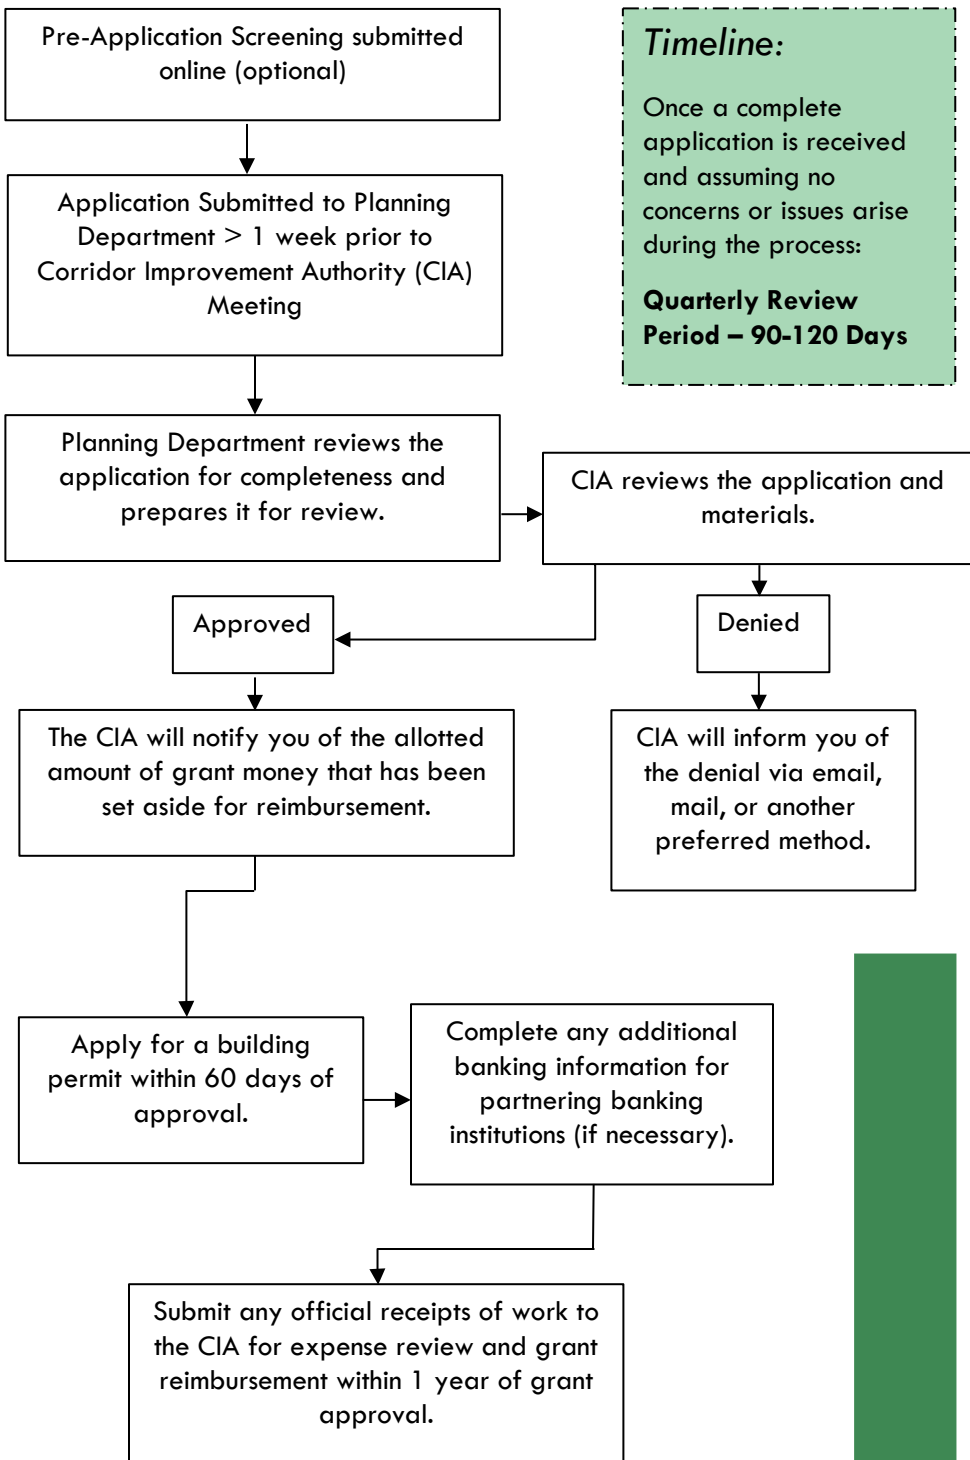 Pre-Application Screening submitted
online (optional)
Timeline:
Once a complete
application is received
and assuming no
concerns or issues arise
during the process:
Quarterly Review
Period – 90-120 Days
Application Submitted to Planning
Department > 1 week prior to
Corridor Improvement Authority (CIA)
Meeting
Planning Department reviews the
application for completeness and
prepares it for review.
CIA reviews the application and
materials.
Approved
Denied
The CIA will notify you of the allotted
amount of grant money that has been
set aside for reimbursement.
CIA will inform you of
the denial via email,
mail, or another
preferred method.
Apply for a building
permit within 60 days of
approval.
Complete any additional
banking information for
partnering banking
institutions (if necessary).
Submit any official receipts of work to
the CIA for expense review and grant
reimbursement within 1 year of grant
approval.